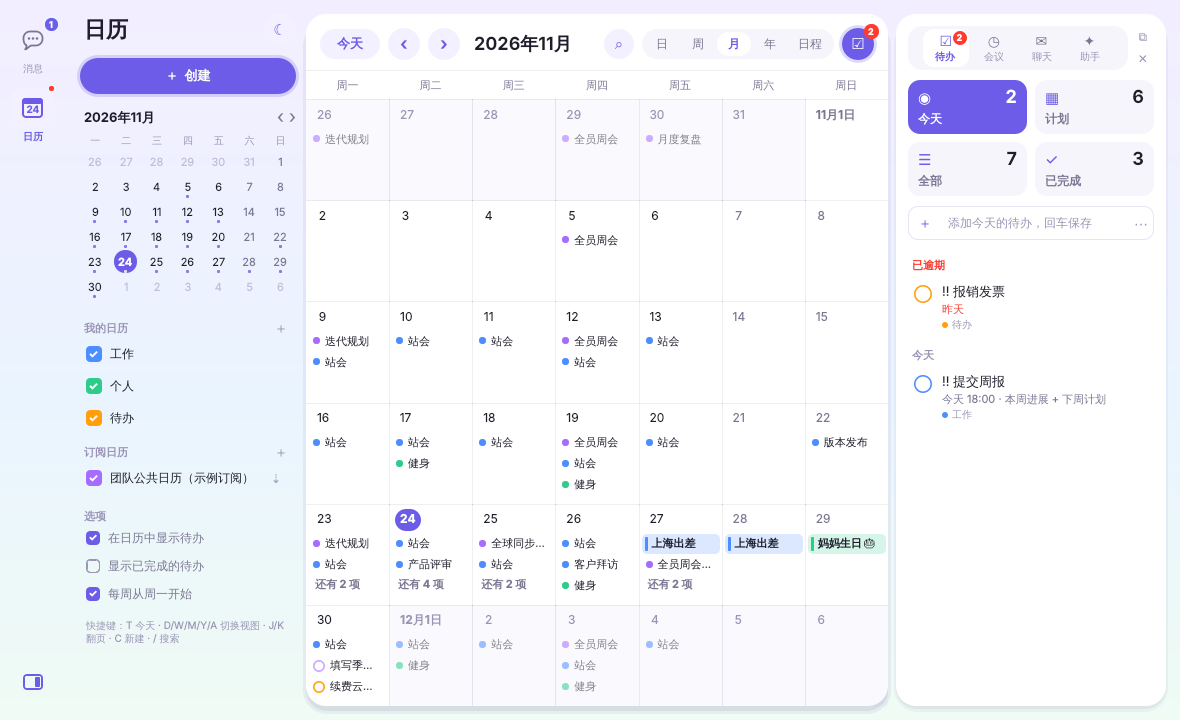 1
消息
24
日历
日历
+ 创建
2026年11月
一 二 三 四 五 六 日
26 27 28 29 30 31 1
2 3 4 5 6 7 8
9 10 11 12 13 14 15
16 17 18 19 20 21 22
23 24 25 26 27 28 29
30 1 2 3 4 5 6
我的日历 +
工作
个人
待办
订阅日历 +
团队公共日历（示例订阅）
选项
在日历中显示待办
显示已完成的待办
每周从周一开始
快捷键：T 今天 · D/W/M/Y/A 切换视图 · J/K
翻页 · C 新建 · / 搜索
今天 ‹ › 2026年11月 日 周 月 年 日程 2
周一 周二 周三 周四 周五 周六 周日
26 27 28 29 30 31 11月1日
迭代规划 全员周会 月度复盘
2 3 4 5 6 7 8
全员周会
9 10 11 12 13 14 15
迭代规划 站会 站会 全员周会 站会
站会 站会
16 17 18 19 20 21 22
站会 站会 站会 全员周会 站会 版本发布
健身 站会
健身
23 24 25 26 27 28 29
迭代规划 站会 全球同步... 站会 上海出差 上海出差 妈妈生日🎂
站会 产品评审 站会 客户拜访 全员周会...
还有 2 项 还有 4 项 还有 2 项 健身 还有 2 项
30 12月1日 2 3 4 5 6
站会 站会 站会 全员周会 站会
填写季... 健身 站会
续费云... 健身
2
待办 会议 聊天 助手
2
今天
6
计划
7
全部
3
已完成
+ 添加今天的待办，回车保存 ···
已逾期
!! 报销发票
昨天
待办
今天
!! 提交周报
今天 18:00 · 本周进展 + 下周计划
工作